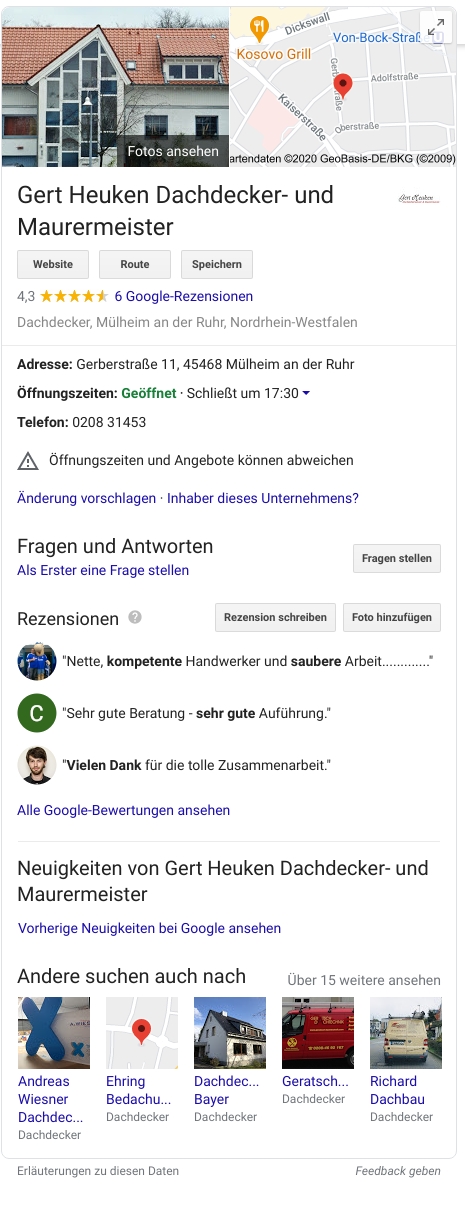 Dickswall
Von-Bock-Straß
Kosovo Grill
Adolfstraße
Kaiserstraße
Oberstraße
Fotos ansehen
artendaten ©2020 GeoBasis-DE/BKG (©2009)
Gert Heuken Dachdecker- und
Maurermeister
Gert Heuken
Website Route Speichern
4,3 6 Google-Rezensionen
Dachdecker, Mülheim an der Ruhr, Nordrhein-Westfalen
Adresse: Gerberstraße 11, 45468 Mülheim an der Ruhr
Öffnungszeiten: Geöffnet · Schließt um 17:30
Telefon: 0208 31453
Öffnungszeiten und Angebote können abweichen
Änderung vorschlagen · Inhaber dieses Unternehmens?
Fragen und Antworten
Fragen stellen
Als Erster eine Frage stellen
Rezensionen ? Rezension schreiben Foto hinzufügen
"Nette, kompetente Handwerker und saubere Arbeit............."
C "Sehr gute Beratung - sehr gute Auführung."
"Vielen Dank für die tolle Zusammenarbeit."
Alle Google-Bewertungen ansehen
Neuigkeiten von Gert Heuken Dachdecker- und
Maurermeister
Vorherige Neuigkeiten bei Google ansehen
Andere suchen auch nach Über 15 weitere ansehen
Andreas
Wiesner
Dachdec...
Dachdecker
Ehring
Bedachu...
Dachdecker
Dachdec...
Bayer
Dachdecker
Geratsch...
Dachdecker
Richard
Dachbau
Dachdecker
Erläuterungen zu diesen Daten Feedback geben